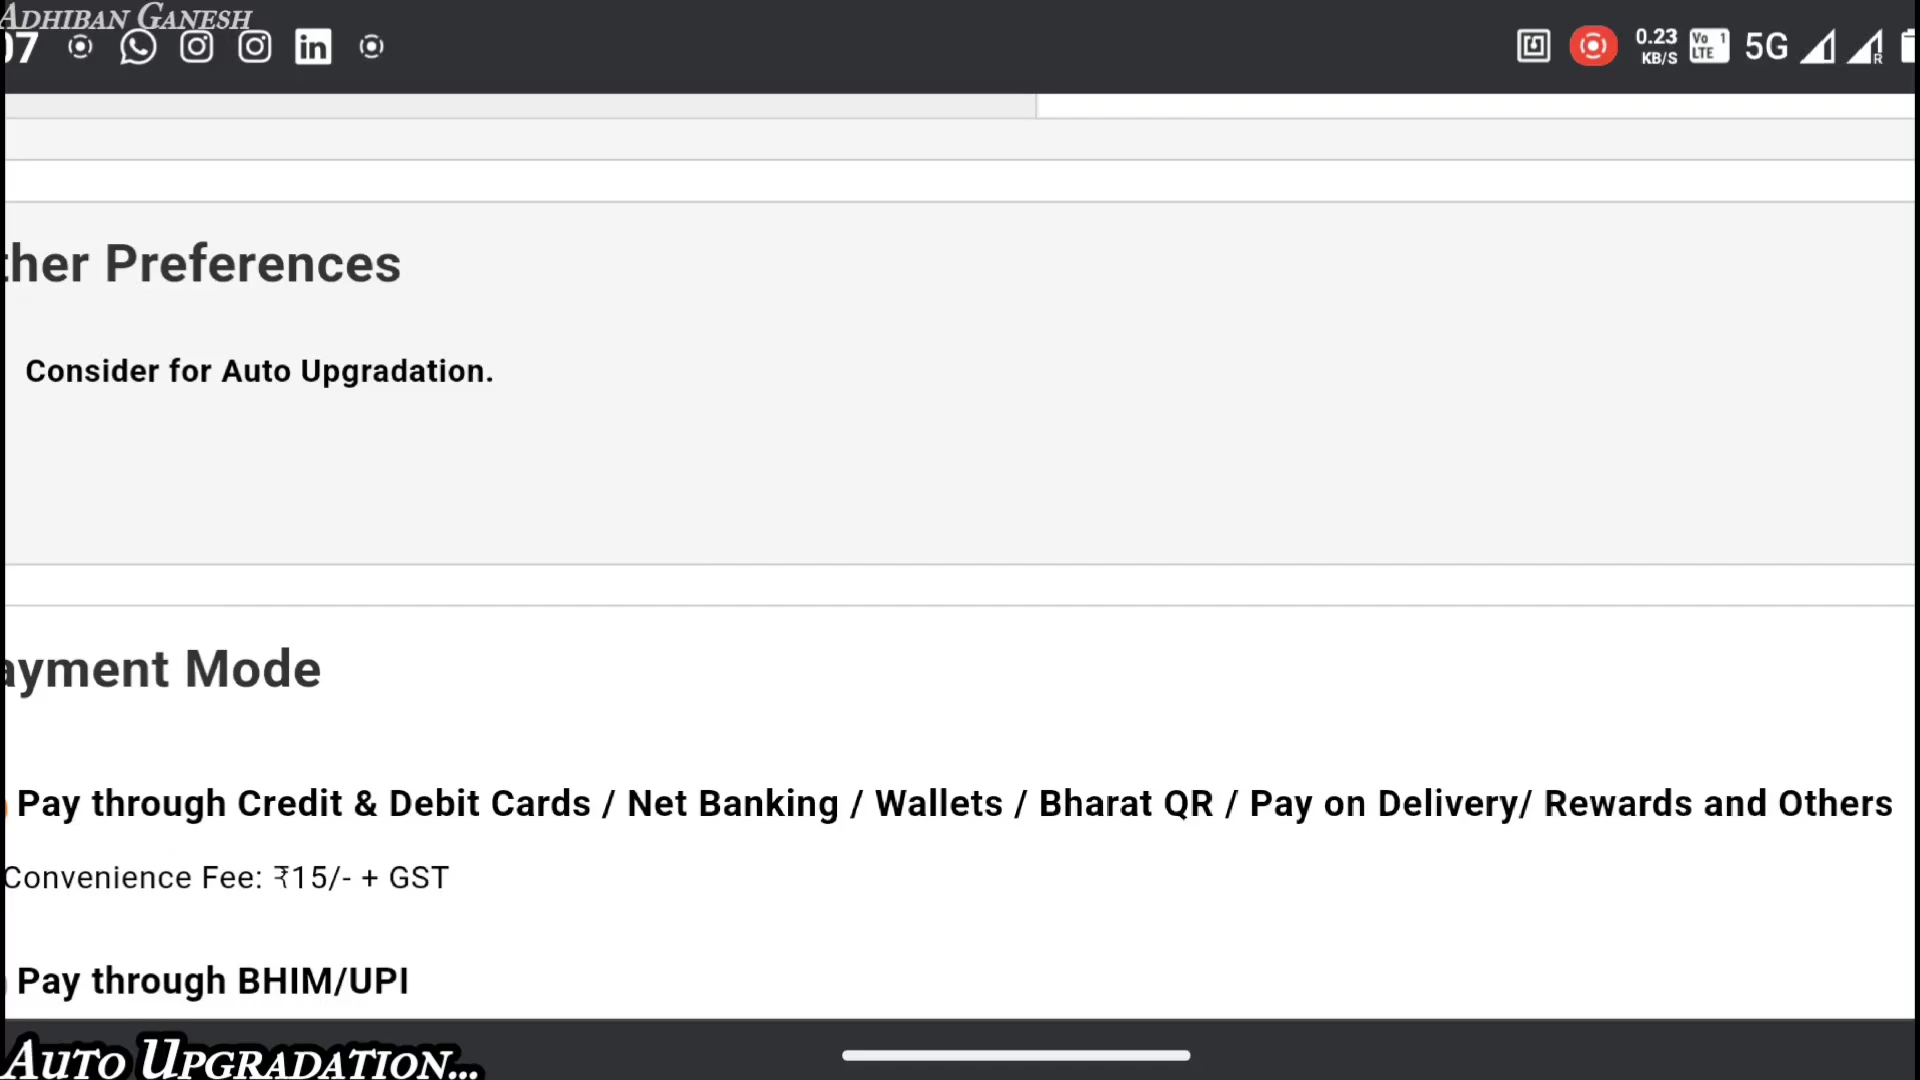 ADHIBAN GANESH
07
0.23 KB/S Vo 1 LTE 5G R
ther Preferences
Consider for Auto Upgradation.
ayment Mode
Pay through Credit & Debit Cards / Net Banking / Wallets / Bharat QR / Pay on Delivery/ Rewards and Others
Convenience Fee: ₹15/- + GST
Pay through BHIM/UPI
AUTO UPGRADATION...